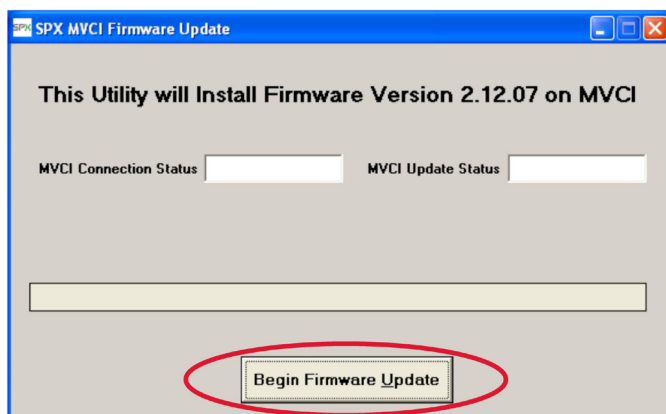 SPX SPX MVCI Firmware Update
This Utility will Install Firmware Version 2.12.07 on MVCI
MVCI Connection Status MVCI Update Status
Begin Firmware Update